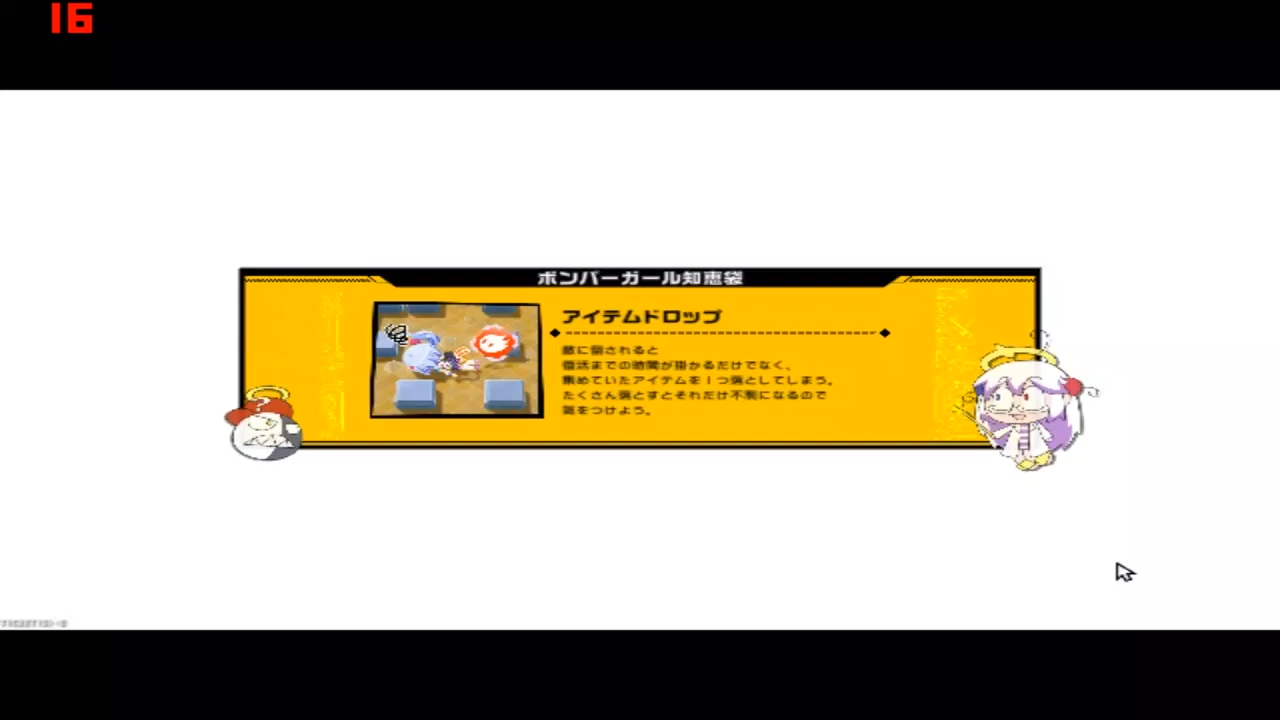 16
ボンバーガール知恵袋
アイテムドロップ
敵に倒されると
復活までの時間が掛かるだけでなく、
集めていたアイテムを1つ落としてしまう。
たくさん落とすとそれだけ不利になるので
気をつけよう。